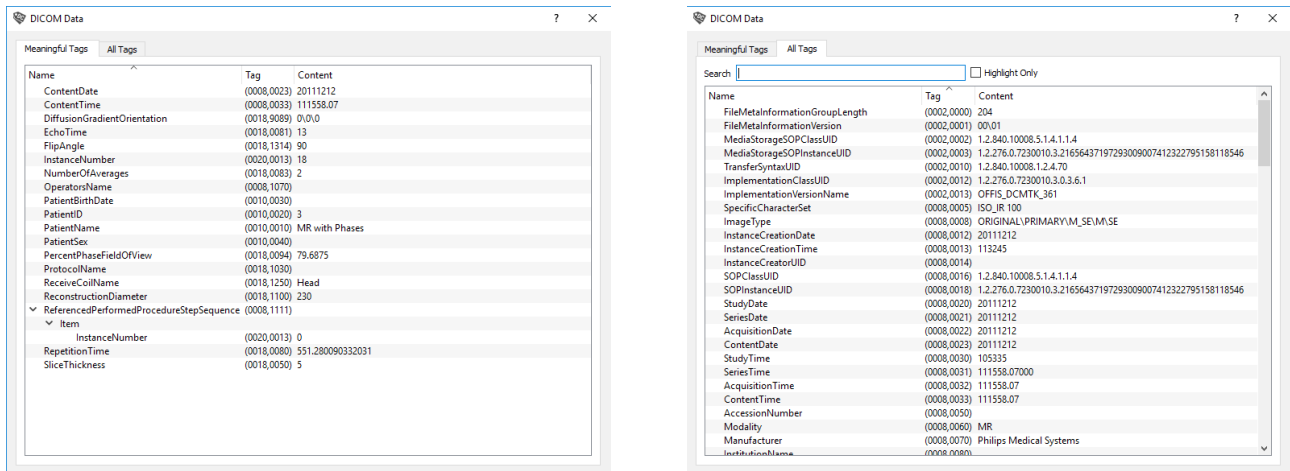 DICOM Data ? ×
Meaningful Tags All Tags
Name Tag Content
ContentDate (0008,0023) 20111212
ContentTime (0008,0033) 111558.07
DiffusionGradientOrientation (0018,9089) 0\0\0
EchoTime (0018,0081) 13
FlipAngle (0018,1314) 90
InstanceNumber (0020,0013) 18
NumberOfAverages (0018,0083) 2
OperatorsName (0008,1070)
PatientBirthDate (0010,0030)
PatientID (0010,0020) 3
PatientName (0010,0010) MR with Phases
PatientSex (0010,0040)
PercentPhaseFieldOfView (0018,0094) 79.6875
ProtocolName (0018,1030)
ReceiveCoilName (0018,1250) Head
ReconstructionDiameter (0018,1100) 230
ReferencedPerformedProcedureStepSequence (0008,1111)
Item
InstanceNumber (0020,0013) 0
RepetitionTime (0018,0080) 551.280090332031
SliceThickness (0018,0050) 5
DICOM Data ? ×
Meaningful Tags All Tags
Search Highlight Only
Name Tag Content
FileMetaInformationGroupLength (0002,0000) 204
FileMetaInformationVersion (0002,0001) 00\01
MediaStorageSOPClassUID (0002,0002) 1.2.840.10008.5.1.4.1.1.4
MediaStorageSOPInstanceUID (0002,0003) 1.2.276.0.7230010.3.2165643719729300900741232279515811​8546
TransferSyntaxUID (0002,0010) 1.2.840.10008.1.2.4.70
ImplementationClassUID (0002,0012) 1.2.276.0.7230010.3.0.3.6.1
ImplementationVersionName (0002,0013) OFFIS_DCMTK_361
SpecificCharacterSet (0008,0005) ISO_IR 100
ImageType (0008,0008) ORIGINAL\PRIMARY\M_SE\M\SE
InstanceCreationDate (0008,0012) 20111212
InstanceCreationTime (0008,0013) 113245
InstanceCreatorUID (0008,0014)
SOPClassUID (0008,0016) 1.2.840.10008.5.1.4.1.1.4
SOPInstanceUID (0008,0018) 1.2.276.0.7230010.3.21656437197293009007412322795158118546
StudyDate (0008,0020) 20111212
SeriesDate (0008,0021) 20111212
AcquisitionDate (0008,0022) 20111212
ContentDate (0008,0023) 20111212
StudyTime (0008,0030) 105335
SeriesTime (0008,0031) 111558.07000
AcquisitionTime (0008,0032) 111558.07
ContentTime (0008,0033) 111558.07
AccessionNumber (0008,0050)
Modality (0008,0060) MR
Manufacturer (0008,0070) Philips Medical Systems
InstitutionName (0008,0080)